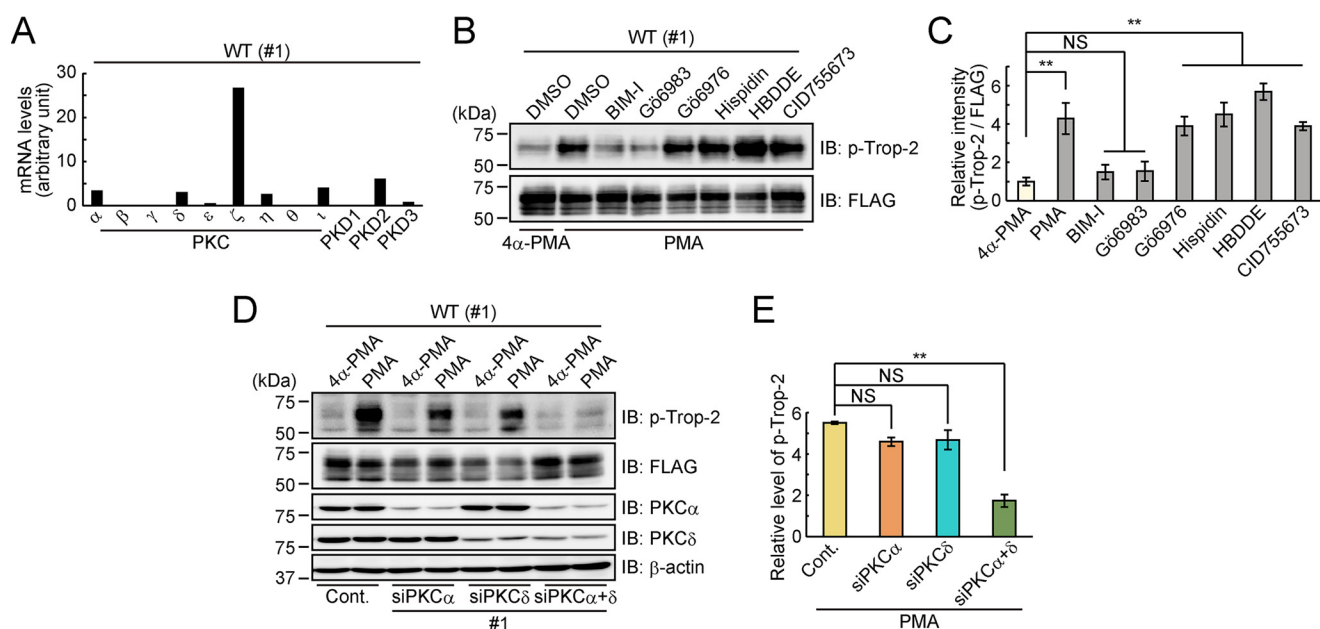 A
WT (#1)
mRNA levels
(arbitrary unit)
30
20
10
0
α β γ δ ε ζ η θ ι PKD1 PKD2 PKD3
PKC
B
WT (#1)
DMSO DMSO BIM-I Gö6983 Gö6976 Hispidin HBDDE CID755673
(kDa)
75
50
IB: p-Trop-2
75
50
IB: FLAG
4α-PMA PMA
C
**
NS
**
Relative intensity
(p-Trop-2 / FLAG)
6
4
2
0
4α-PMA PMA BIM-I Gö6983 Gö6976 Hispidin HBDDE CID755673
D
WT (#1)
4α-PMA PMA 4α-PMA PMA 4α-PMA PMA 4α-PMA PMA
(kDa)
75
50
IB: p-Trop-2
75
50
IB: FLAG
75
IB: PKCα
75
IB: PKCδ
37
IB: β-actin
Cont. siPKCα siPKCδ siPKCα+δ
#1
E
**
NS
NS
Relative level of p-Trop-2
6
4
2
0
Cont. siPKCα siPKCδ siPKCα+δ
PMA